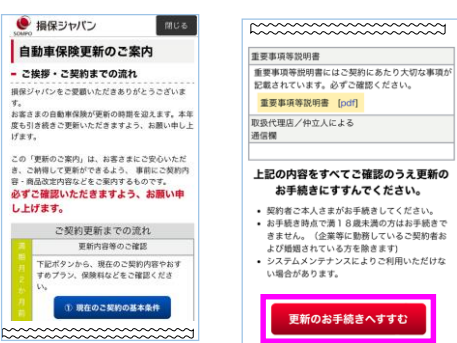 SOMPO
損保ジャパン
閉じる
自動車保険更新のご案内
ご挨拶・ご契約までの流れ
損保ジャパンをご愛顧いただきありがとうございま
す。
お客さまの自動車保険が更新の時期を迎えます。本年
度も引き続きご更新いただきますよう、お願い申し上
げます。
この「更新のご案内」は、お客さまにご安心いただ
き、ご納得して更新ができるよう、事前にご契約内
容・商品改定内容などをご案内するものです。
必ずご確認いただきますよう、お願い申
し上げます。
ご契約更新までの流れ
満
期
月
2
か
月
前
更新内容等のご確認
下記ボタンから、現在のご契約内容やおす
すめプラン、保険料などをご確認くださ
い。
① 現在のご契約の基本条件
重要事項等説明書
重要事項等説明書にはご契約にあたり大切な事項が
記載されています。必ずご確認ください。
重要事項等説明書 [pdf]
取扱代理店／仲立人による
通信欄
上記の内容をすべてご確認のうえ更新の
お手続きにすすんでください。
• 契約者ご本人さまがお手続きしてください。
• お手続き時点で満１８歳未満の方はお手続きで
きません。（企業等に勤務しているご契約者お
よび婚姻されている方を除きます)
• システムメンテナンスによりご利用いただけな
い場合があります。
更新のお手続きへすすむ